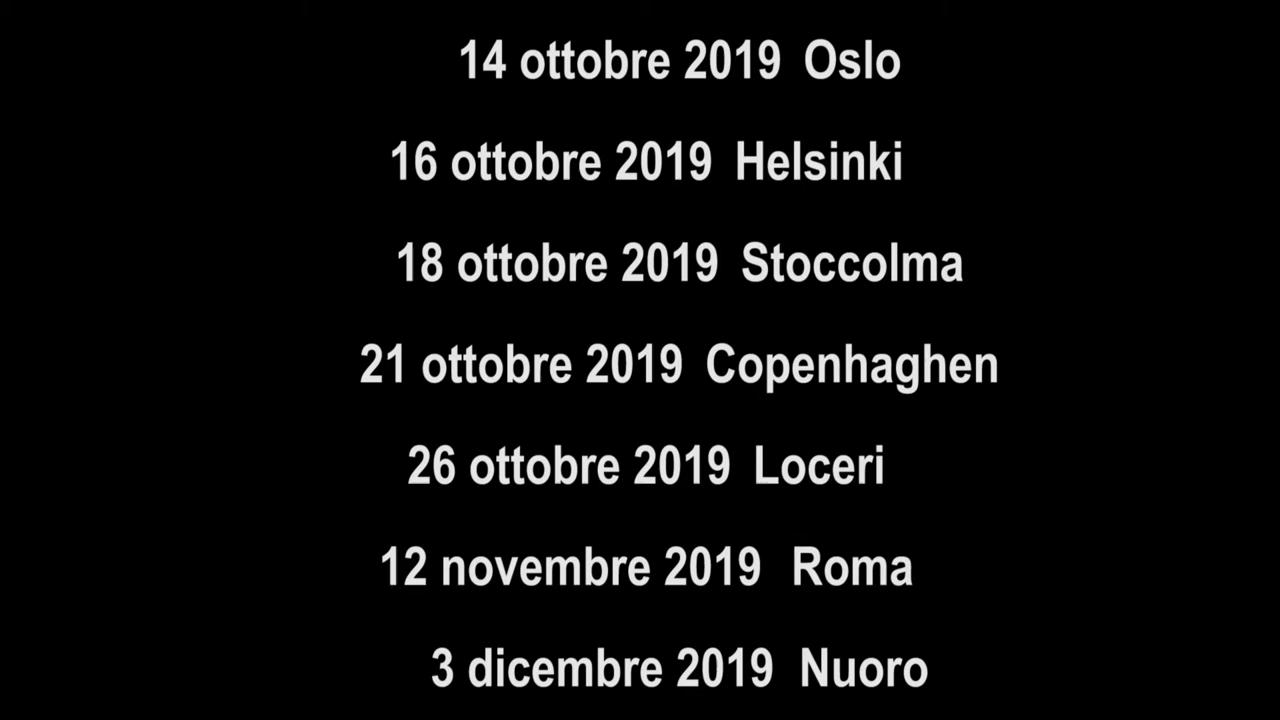 14 ottobre 2019 Oslo
16 ottobre 2019 Helsinki
18 ottobre 2019 Stoccolma
21 ottobre 2019 Copenhaghen
26 ottobre 2019 Loceri
12 novembre 2019 Roma
3 dicembre 2019 Nuoro